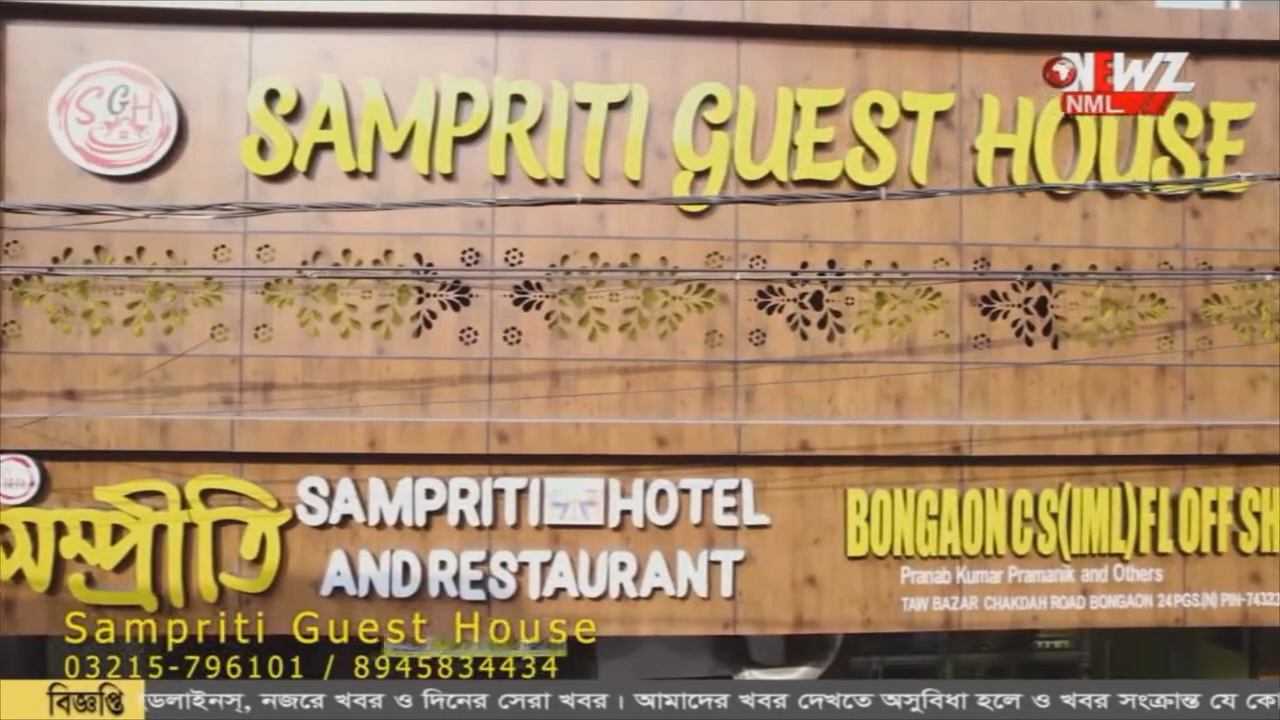 SGH
SAMPRITI GUEST HOUSE
NEWZ
NML
সম্প্রীতি
SAMPRITI HOTEL
AND RESTAURANT
BONGAON C S (IML) FL OFF SH
Pranab Kumar Pramanik and Others
TAW BAZAR CHAKDAH ROAD BONGAON 24 PGS.(N) PIN-7432
Sampriti Guest House
03215-796101 / 8945834434
বিজ্ঞপ্তি
ডেলাইনস্, নজরে খবর ও দিনের সেরা খবর । আমাদের খবর দেখতে অসুবিধা হলে ও খবর সংক্রান্ত যে কো